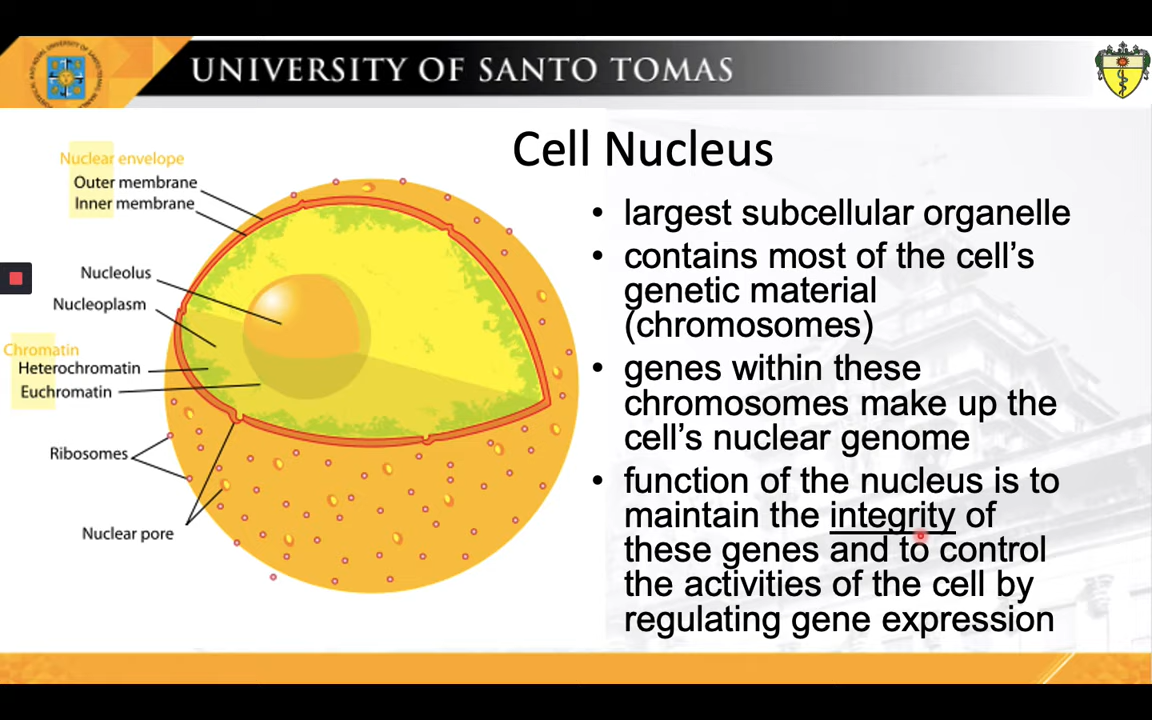 UNIVERSITY OF SANTO TOMAS
Cell Nucleus
Nuclear envelope
Outer membrane
Inner membrane
Nucleolus
Nucleoplasm
Chromatin
Heterochromatin
Euchromatin
Ribosomes
Nuclear pore
• largest subcellular organelle
• contains most of the cell's
genetic material
(chromosomes)
• genes within these
chromosomes make up the
cell's nuclear genome
• function of the nucleus is to
maintain the integrity of
these genes and to control
the activities of the cell by
regulating gene expression